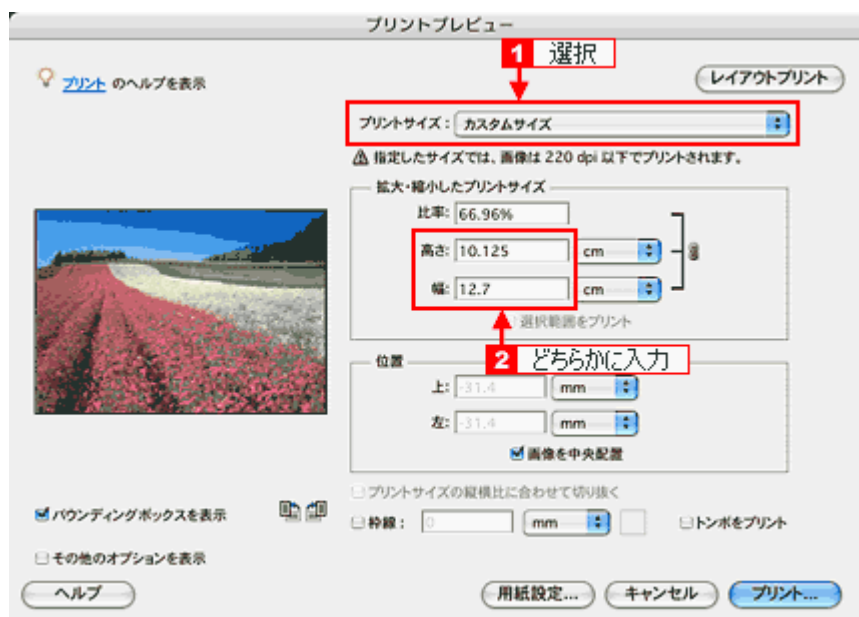 プリントプレビュー
1 選択
プリント のヘルプを表示
レイアウトプリント
プリントサイズ： カスタムサイズ
指定したサイズでは、画像は 220 dpi 以下でプリントされます。
拡大・縮小したプリントサイズ
比率: 66.96%
高さ: 10.125 cm
幅: 12.7 cm
選択範囲をプリント
2 どちらかに入力
位置
上: -31.4 mm
左: -31.4 mm
画像を中央配置
プリントサイズの縦横比に合わせて切り抜く
バウンディングボックスを表示
枠線： 0 mm
トンボをプリント
その他のオプションを表示
ヘルプ
用紙設定...
キャンセル
プリント...